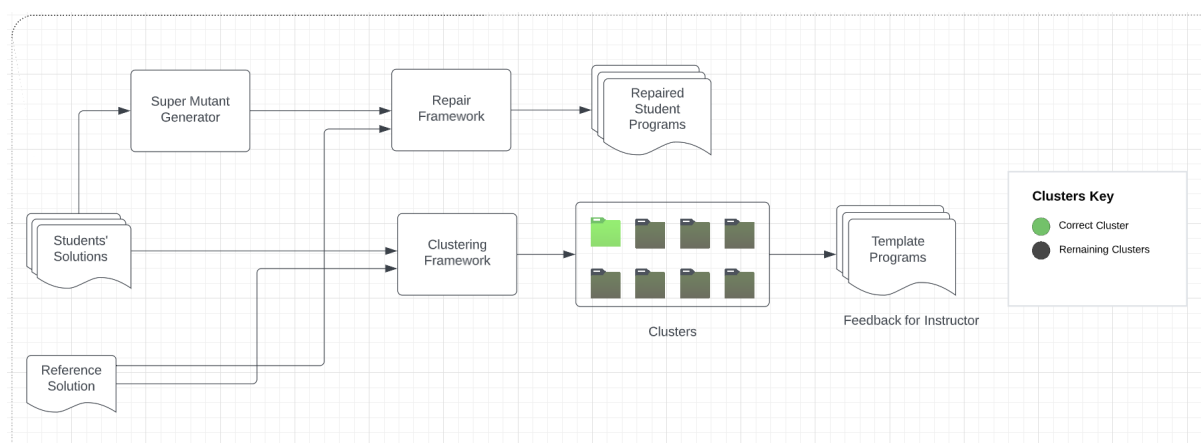 Super Mutant
Generator
Repair
Framework
Repaired
Student
Programs
Students'
Solutions
Clustering
Framework
Clusters
Template
Programs
Feedback for Instructor
Clusters Key
Correct Cluster
Remaining Clusters
Reference
Solution